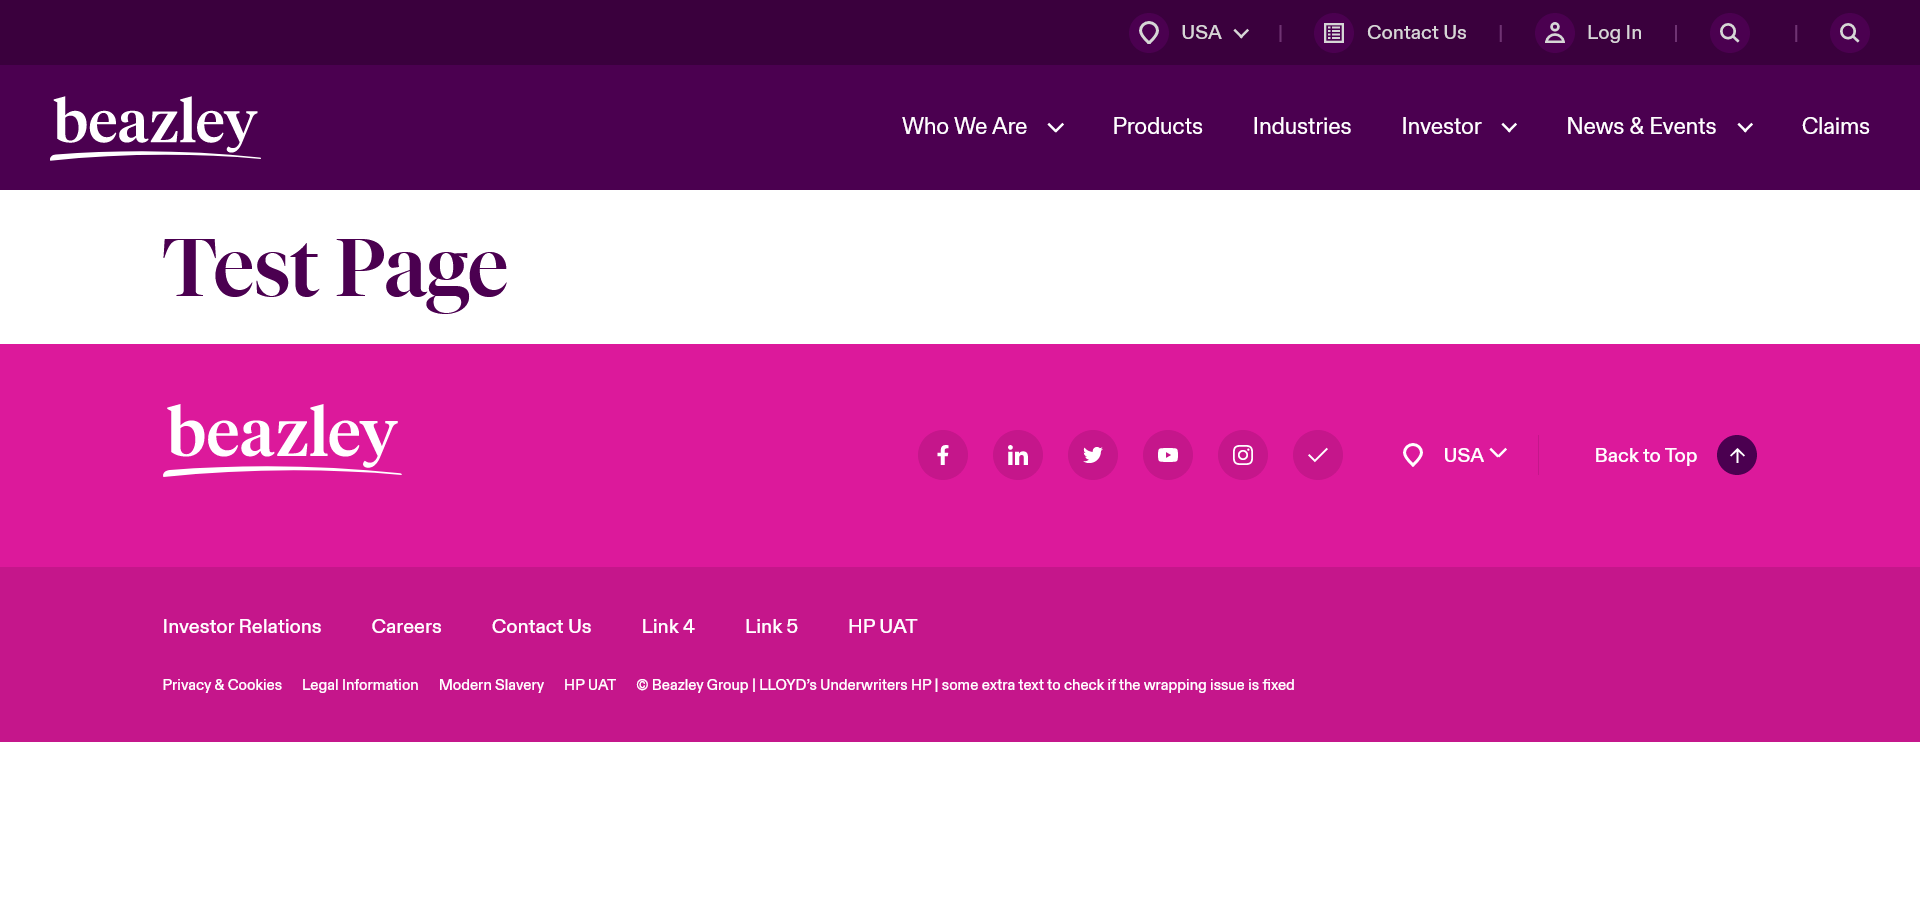 USA | Contact Us | Log In | |
beazley
Who We Are Products Industries Investor News & Events Claims
Test Page
beazley
USA Back to Top
Investor Relations Careers Contact Us Link 4 Link 5 HP UAT
Privacy & Cookies Legal Information Modern Slavery HP UAT © Beazley Group | LLOYD’s Underwriters HP | some extra text to check if the wrapping issue is fixed